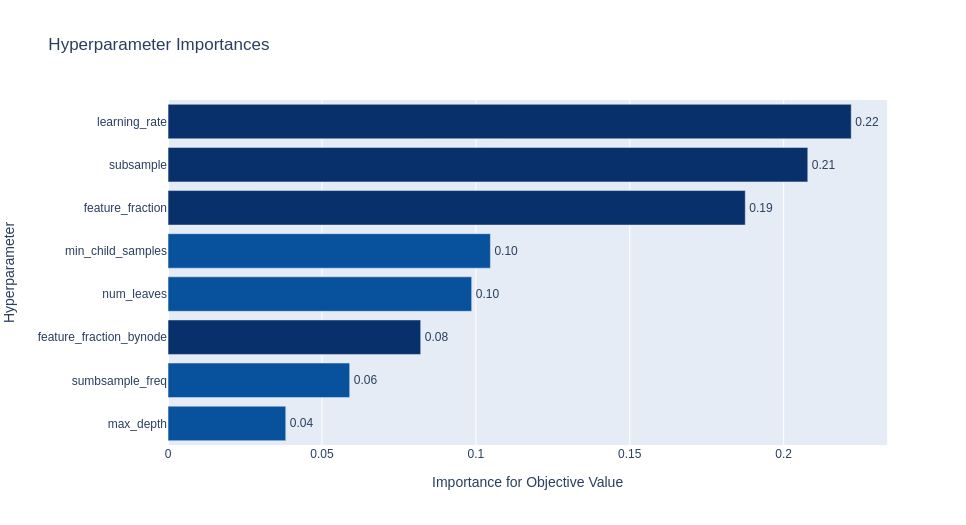 Hyperparameter Importances
Hyperparameter
learning_rate 0.22
subsample 0.21
feature_fraction 0.19
min_child_samples 0.10
num_leaves 0.10
feature_fraction_bynode 0.08
sumbsample_freq 0.06
max_depth 0.04
0 0.05 0.1 0.15 0.2
Importance for Objective Value